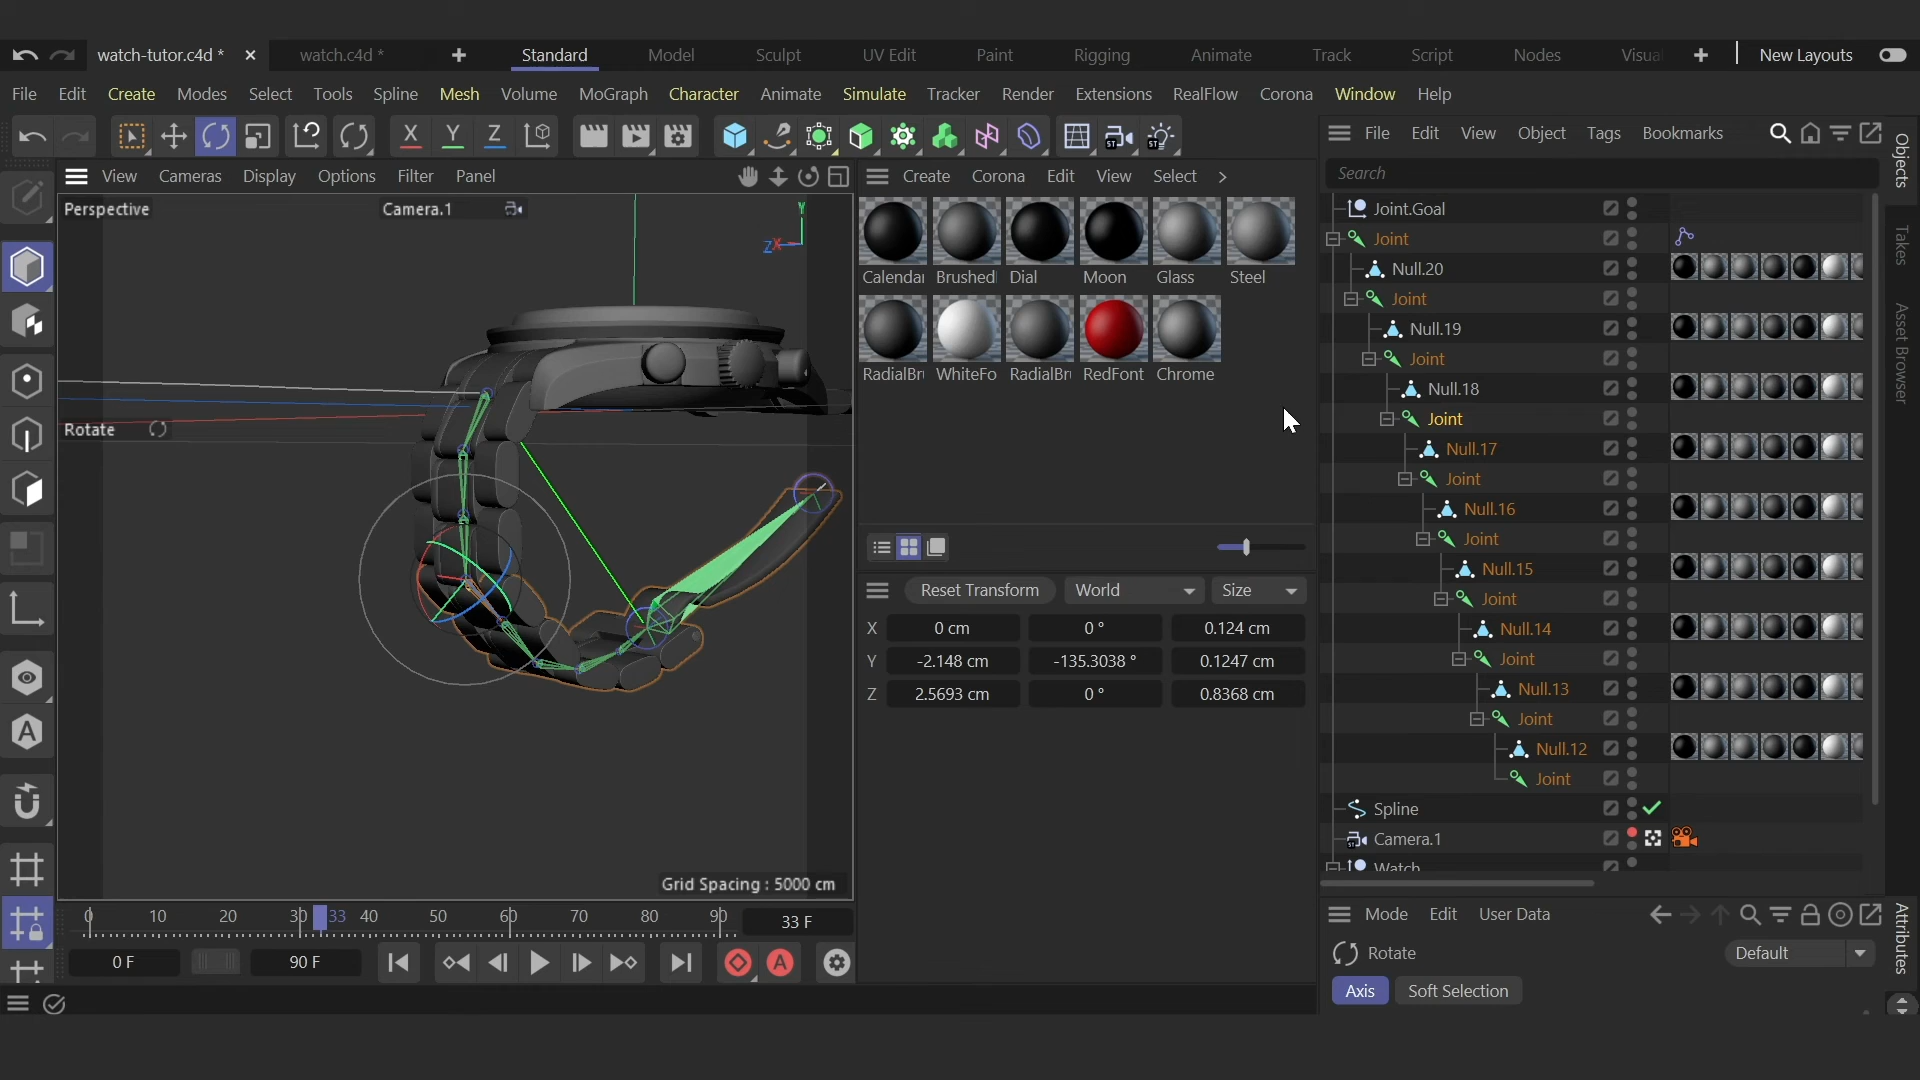 watch-tutor.c4d *
watch.c4d *
Standard
Model
Sculpt
UV Edit
Paint
Rigging
Animate
Track
Script
Nodes
Visual
New Layouts
File Edit Create Modes Select Tools Spline Mesh Volume MoGraph Character Animate Simulate Tracker Render Extensions RealFlow Corona Window Help
X Y Z
ST
ST
File Edit View Object Tags Bookmarks
Search
View Cameras Display Options Filter Panel
Create Corona Edit View Select
Perspective
Camera.1
Y
Z X
Rotate
Grid Spacing : 5000 cm
Calendar Brushed Dial Moon Glass Steel
RadialBr WhiteFo RadialBr RedFont Chrome
Reset Transform World Size
X 0 cm 0 ° 0.124 cm
Y -2.148 cm -135.3038 ° 0.1247 cm
Z 2.5693 cm 0 ° 0.8368 cm
Joint.Goal
Joint
Null.20
Joint
Null.19
Joint
Null.18
Joint
Null.17
Joint
Null.16
Joint
Null.15
Joint
Null.14
Joint
Null.13
Joint
Null.12
Joint
Spline
Camera.1
Watch
Objects
Takes
Asset Browser
Attributes
0 10 20 30 33 40 50 60 70 80 90
33 F
0 F
90 F
A
Mode Edit User Data
Rotate
Default
Axis
Soft Selection